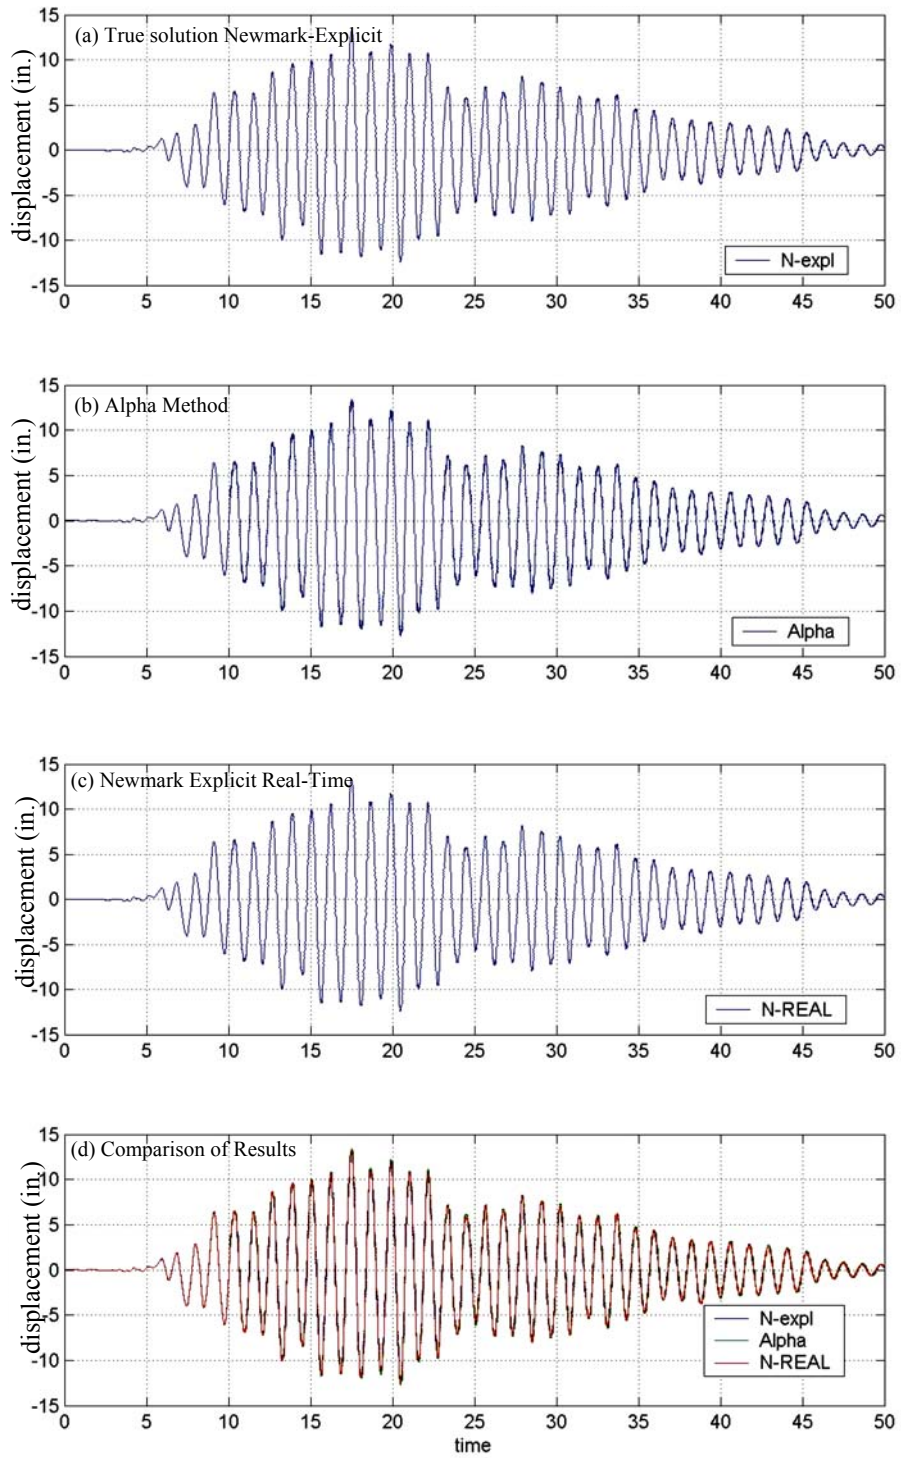 (a) True solution Newmark-Explicit
displacement (in.)
15
10
5
0
-5
-10
-15
N-expl
0 5 10 15 20 25 30 35 40 45 50
(b) Alpha Method
displacement (in.)
15
10
5
0
-5
-10
-15
Alpha
0 5 10 15 20 25 30 35 40 45 50
(c) Newmark Explicit Real-Time
displacement (in.)
15
10
5
0
-5
-10
-15
N-REAL
0 5 10 15 20 25 30 35 40 45 50
(d) Comparison of Results
displacement (in.)
15
10
5
0
-5
-10
-15
N-expl
Alpha
N-REAL
0 5 10 15 20 25 30 35 40 45 50
time